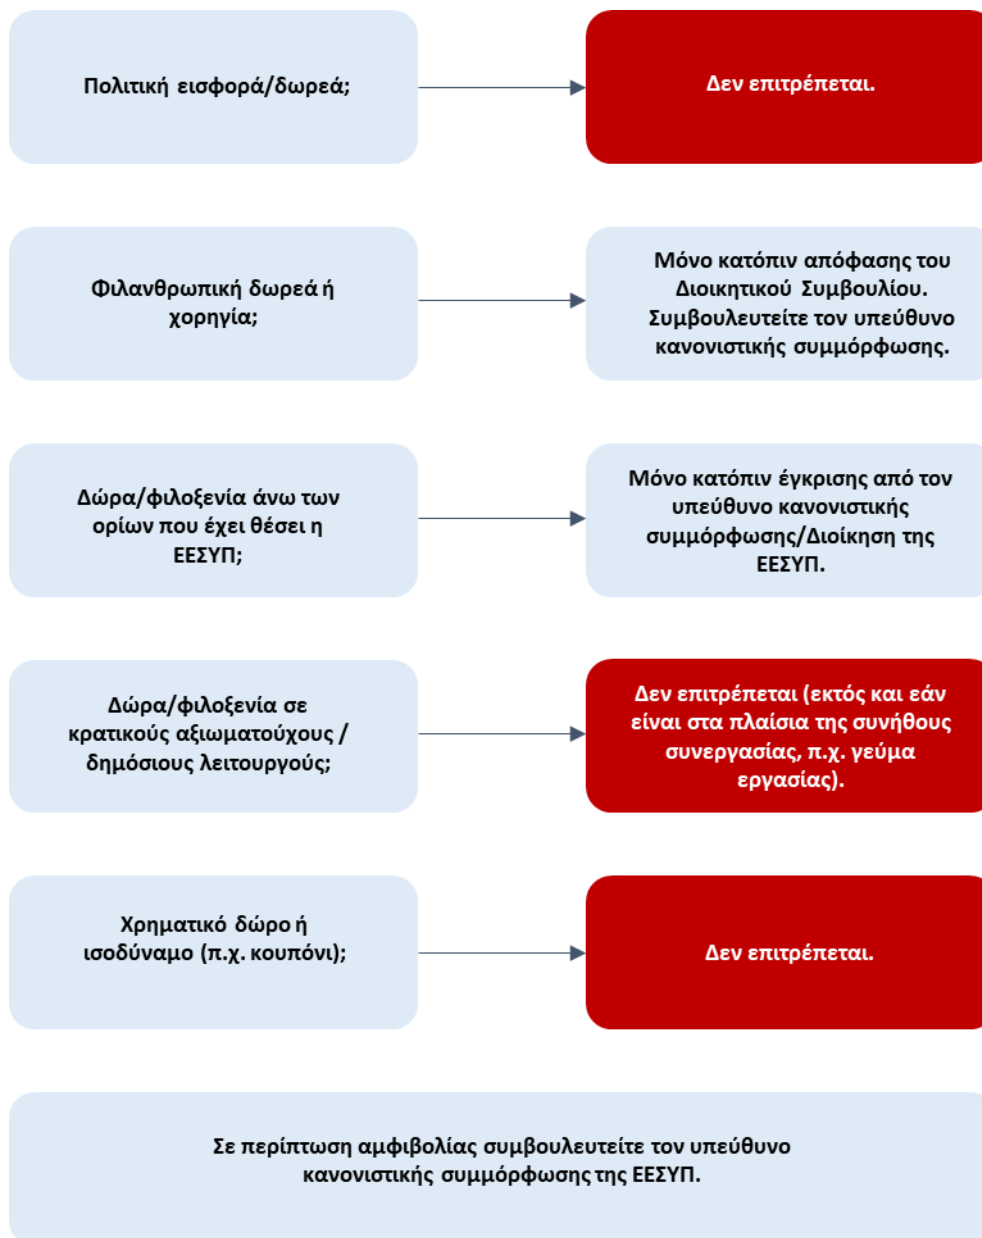 Πολιτική εισφορά/δωρεά;
Δεν επιτρέπεται.
Φιλανθρωπική δωρεά ή
χορηγία;
Μόνο κατόπιν απόφασης του
Διοικητικού Συμβουλίου.
Συμβουλευτείτε τον υπεύθυνο
κανονιστικής συμμόρφωσης.
Δώρα/φιλοξενία άνω των
ορίων που έχει θέσει η
ΕΕΣΥΠ;
Μόνο κατόπιν έγκρισης από τον
υπεύθυνο κανονιστικής
συμμόρφωσης/Διοίκηση της
ΕΕΣΥΠ.
Δώρα/φιλοξενία σε
κρατικούς αξιωματούχους /
δημόσιους λειτουργούς;
Δεν επιτρέπεται (εκτός και εάν
είναι στα πλαίσια της συνήθους
συνεργασίας, π.χ. γεύμα
εργασίας).
Χρηματικό δώρο ή
ισοδύναμο (π.χ. κουπόνι);
Δεν επιτρέπεται.
Σε περίπτωση αμφιβολίας συμβουλευτείτε τον υπεύθυνο
κανονιστικής συμμόρφωσης της ΕΕΣΥΠ.